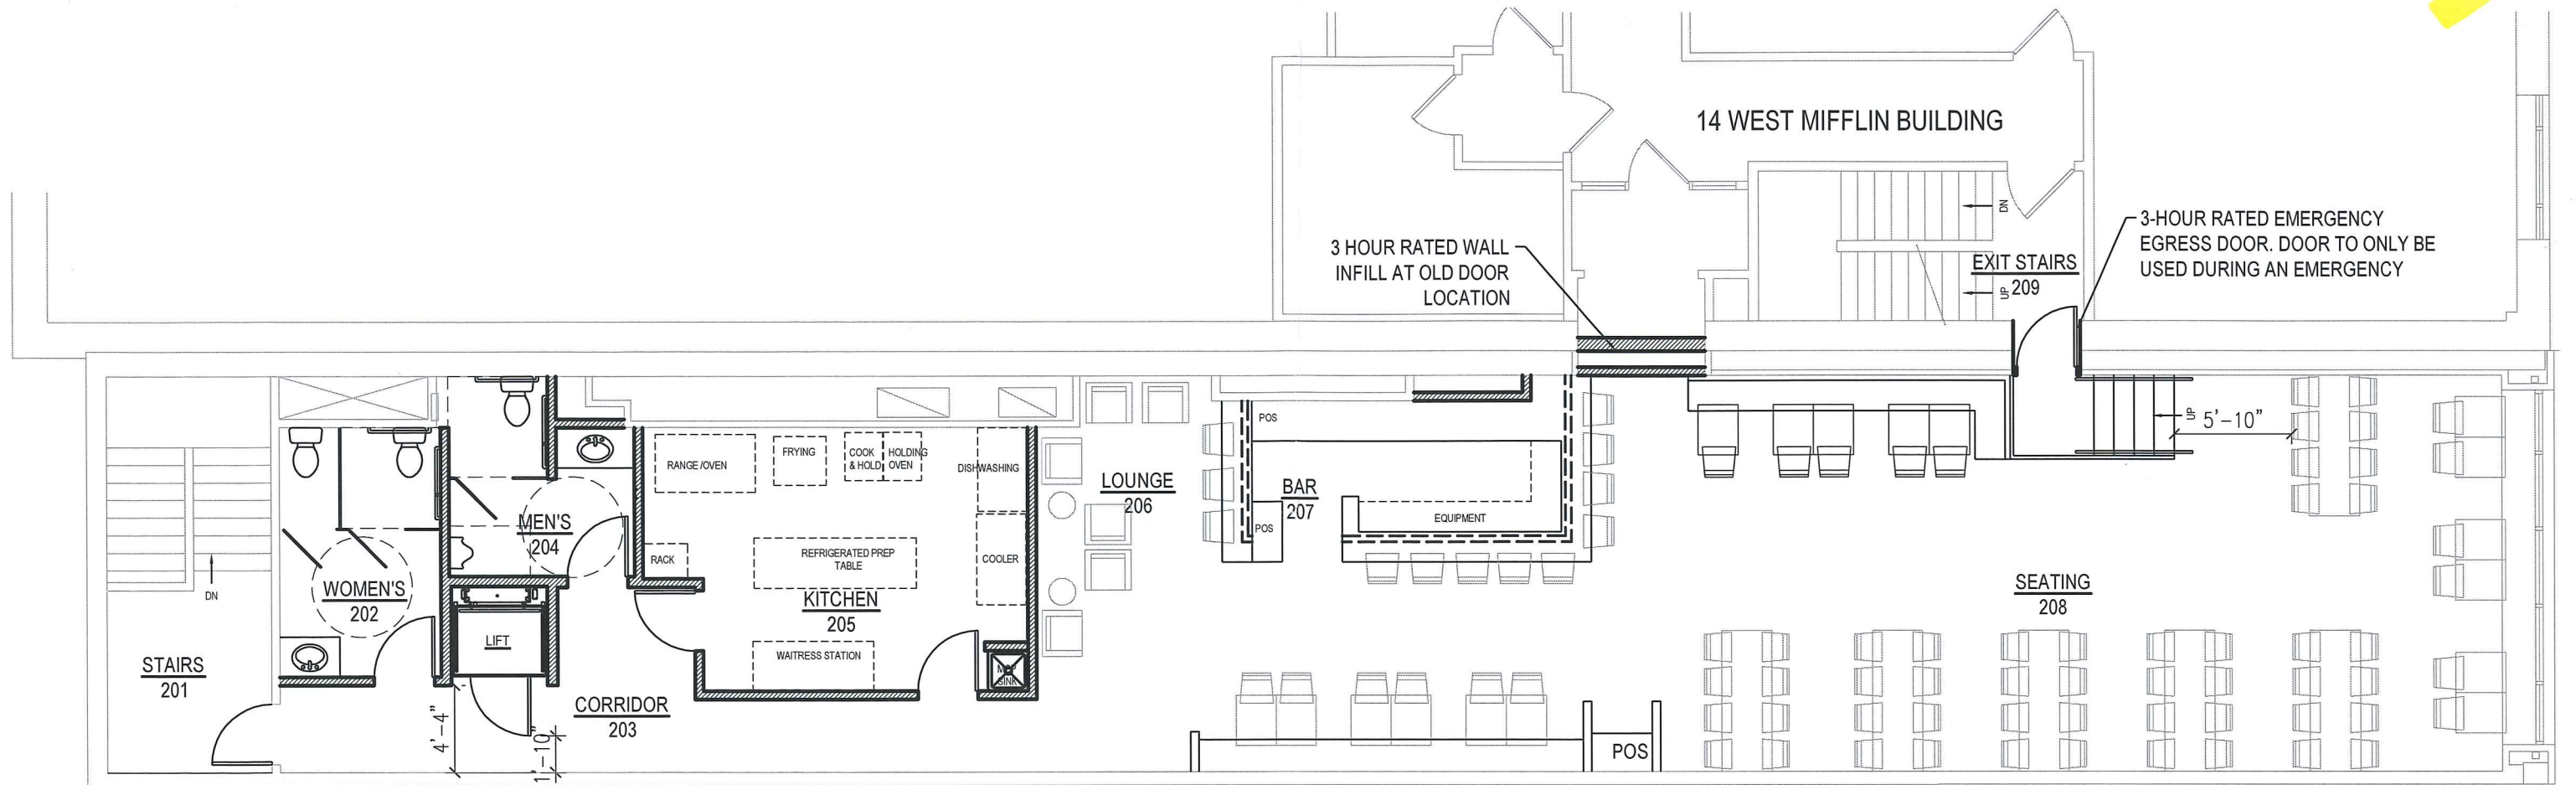 14 WEST MIFFLIN BUILDING
3 HOUR RATED WALL
INFILL AT OLD DOOR
LOCATION
DN
UP
EXIT STAIRS
209
3-HOUR RATED EMERGENCY
EGRESS DOOR. DOOR TO ONLY BE
USED DURING AN EMERGENCY
UP
5'-10"
RANGE /OVEN
FRYING
COOK
& HOLD
HOLDING
OVEN
DISHWASHING
POS
POS
LOUNGE
206
BAR
207
EQUIPMENT
MEN'S
204
RACK
REFRIGERATED PREP
TABLE
COOLER
KITCHEN
205
WAITRESS STATION
MOP
SINK
DN
WOMEN'S
202
LIFT
STAIRS
201
CORRIDOR
203
4'-4"
1'-10"
SEATING
208
POS